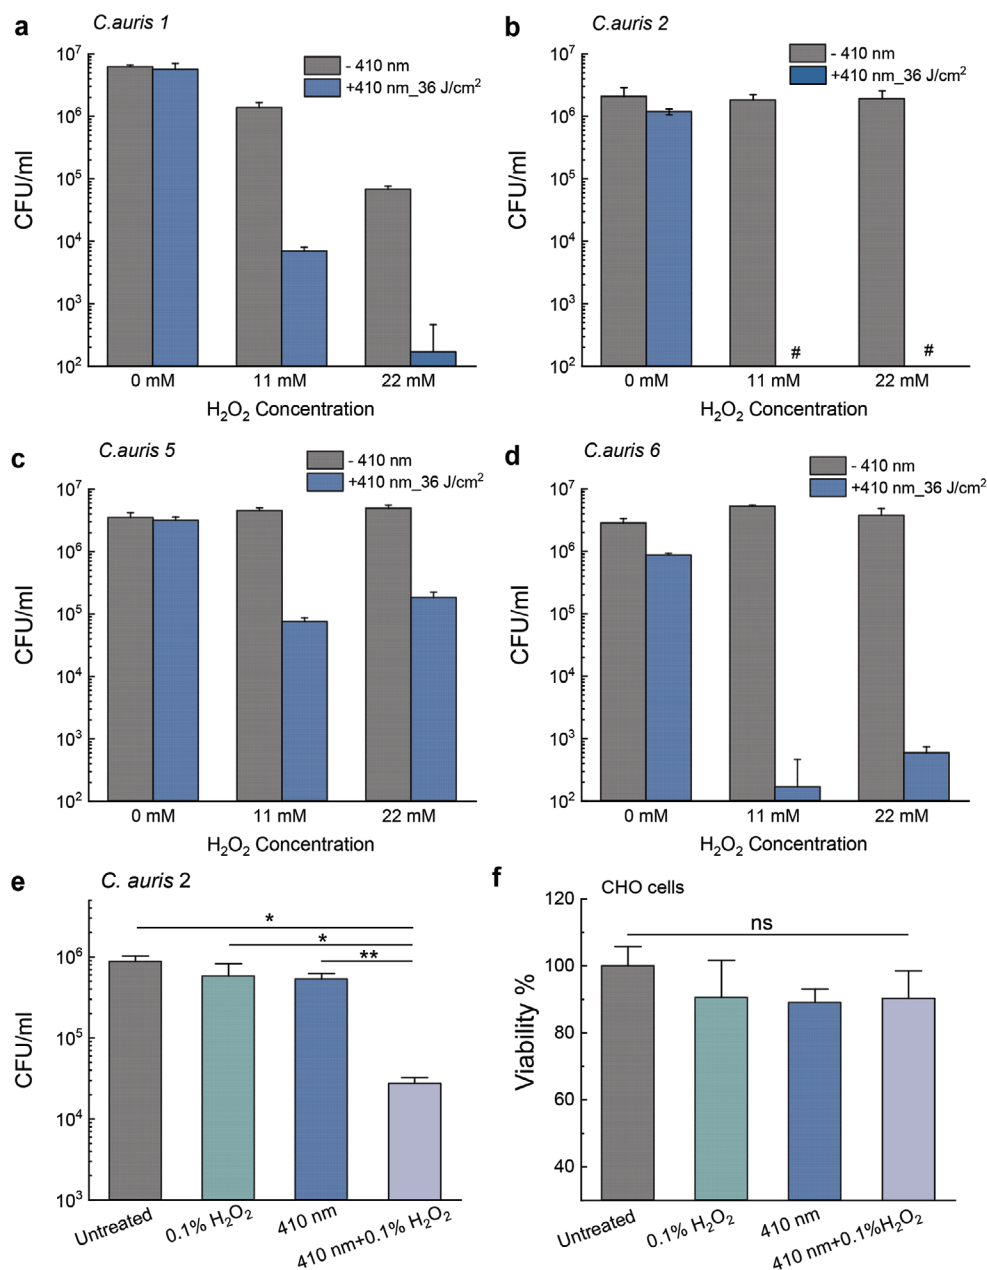 a
C.auris 1
- 410 nm
+410 nm_36 J/cm²
CFU/ml
10⁷
10⁶
10⁵
10⁴
10³
10²
0 mM
11 mM
22 mM
H₂O₂ Concentration
b
C.auris 2
- 410 nm
+410 nm_36 J/cm²
CFU/ml
10⁷
10⁶
10⁵
10⁴
10³
10²
#
#
0 mM
11 mM
22 mM
H₂O₂ Concentration
c
C.auris 5
- 410 nm
+410 nm_36 J/cm²
CFU/ml
10⁷
10⁶
10⁵
10⁴
10³
10²
0 mM
11 mM
22 mM
H₂O₂ Concentration
d
C.auris 6
- 410 nm
+410 nm_36 J/cm²
CFU/ml
10⁷
10⁶
10⁵
10⁴
10³
10²
0 mM
11 mM
22 mM
H₂O₂ Concentration
e
C. auris 2
*
*
**
CFU/ml
10⁶
10⁵
10⁴
10³
Untreated
0.1% H₂O₂
410 nm
410 nm+0.1%H₂O₂
f
CHO cells
ns
Viability %
120
100
80
60
40
Untreated
0.1% H₂O₂
410 nm
410 nm+0.1%H₂O₂